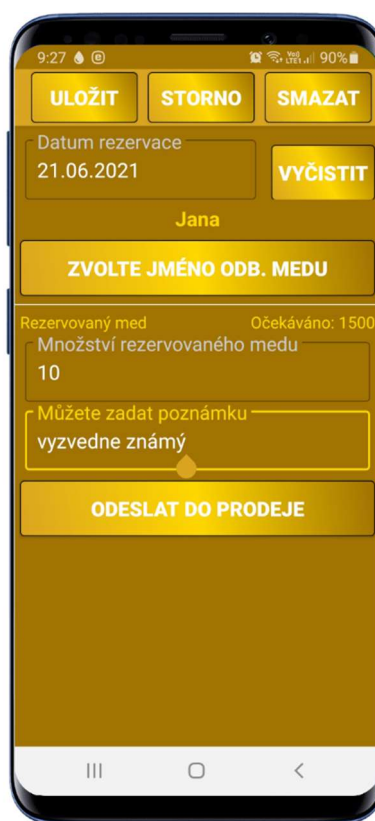 9:27 90%
ULOŽIT STORNO SMAZAT
Datum rezervace
21.06.2021 VYČISTIT
Jana
ZVOLTE JMÉNO ODB. MEDU
Rezervovaný med Očekáváno: 1500
Množství rezervovaného medu
10
Můžete zadat poznámku
vyzvedne známý
ODESLAT DO PRODEJE